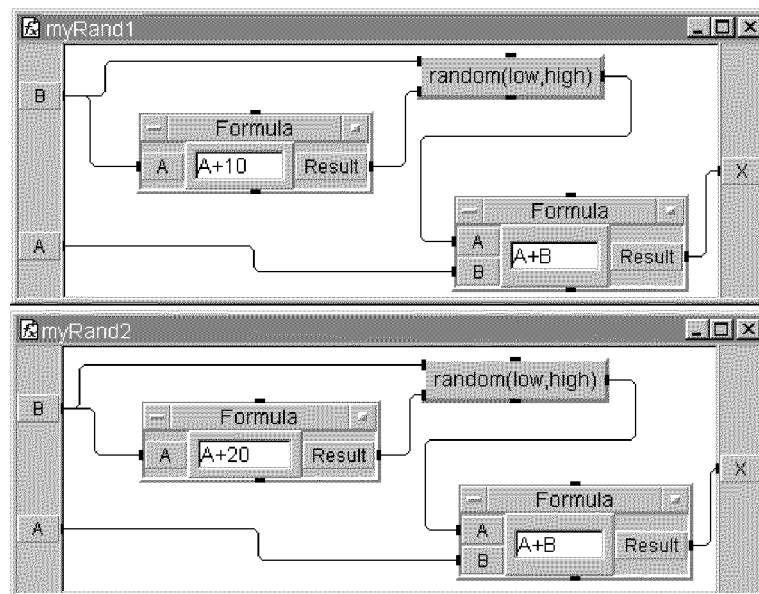 myRand1
random(low,high)
B
Formula
A A+10 Result
X
Formula
A
A+B
Result
B
A
myRand2
random(low,high)
B
Formula
A A+20 Result
X
Formula
A
A+B
Result
B
A